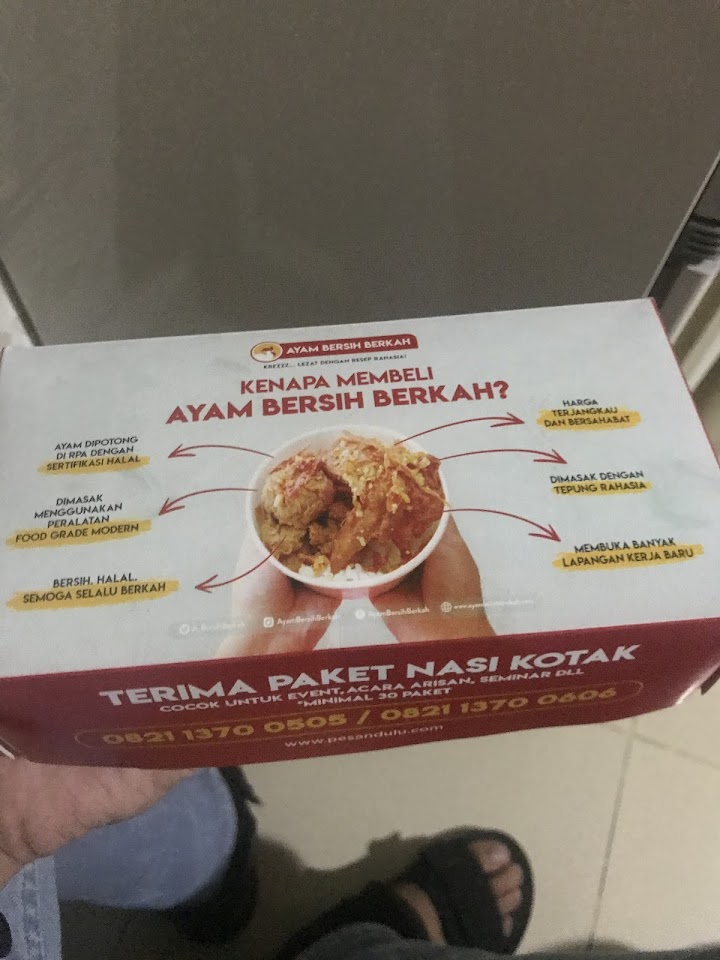 AYAM BERSIH BERKAH
KREZZZ... LEZAT DENGAN RESEP RAHASIA!
KENAPA MEMBELI
AYAM BERSIH BERKAH?
AYAM DIPOTONG
DI RPA DENGAN
SERTIFIKASI HALAL
DIMASAK
MENGGUNAKAN
PERALATAN
FOOD GRADE MODERN
BERSIH, HALAL,
SEMOGA SELALU BERKAH
HARGA
TERJANGKAU
DAN BERSAHABAT
DIMASAK DENGAN
TEPUNG RAHASIA
MEMBUKA BANYAK
LAPANGAN KERJA BARU
AyamBersihBerkah
AyamBersihBerkah
TERIMA PAKET NASI KOTAK
COCOK UNTUK EVENT, ACARA ARISAN, SEMINAR DLL
*MINIMAL 30 PAKET
0821 1370 0505 / 0821 1370 0606
www.pesandulu.com